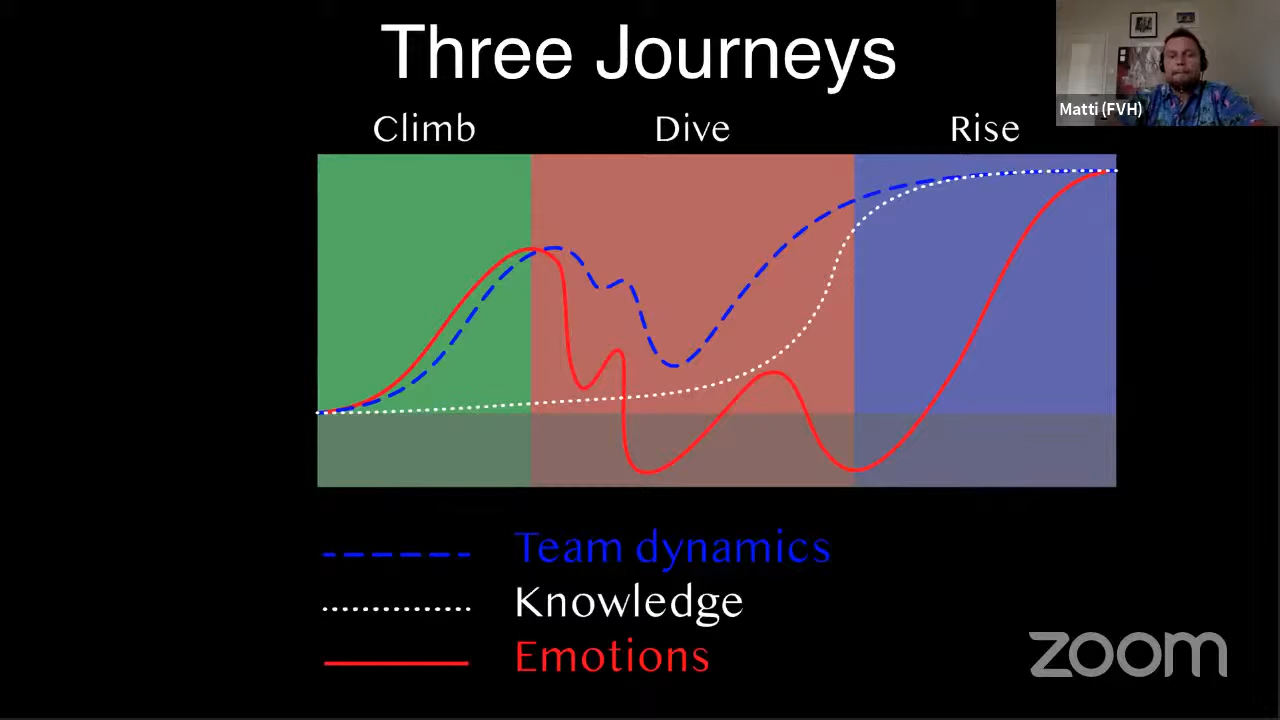 Three Journeys
Matti (FVH)
Climb
Dive
Rise
Team dynamics
Knowledge
Emotions
zoom